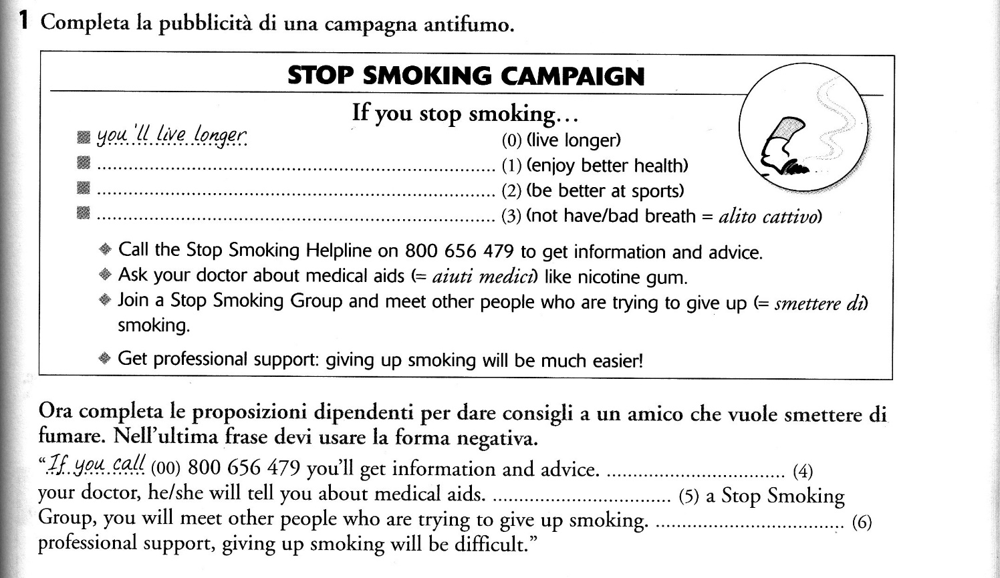 1 Completa la pubblicità di una campagna antifumo.
STOP SMOKING CAMPAIGN
If you stop smoking...
you'll live longer (0) (live longer)
.......... (1) (enjoy better health)
.......... (2) (be better at sports)
.......... (3) (not have/bad breath = alito cattivo)
Call the Stop Smoking Helpline on 800 656 479 to get information and advice.
Ask your doctor about medical aids (= aiuti medici) like nicotine gum.
Join a Stop Smoking Group and meet other people who are trying to give up (= smettere di)
smoking.
Get professional support: giving up smoking will be much easier!
Ora completa le proposizioni dipendenti per dare consigli a un amico che vuole smettere di
fumare. Nell'ultima frase devi usare la forma negativa.
“If you call (00) 800 656 479 you'll get information and advice. .......... (4)
your doctor, he/she will tell you about medical aids. .......... (5) a Stop Smoking
Group, you will meet other people who are trying to give up smoking. .......... (6)
professional support, giving up smoking will be difficult.”